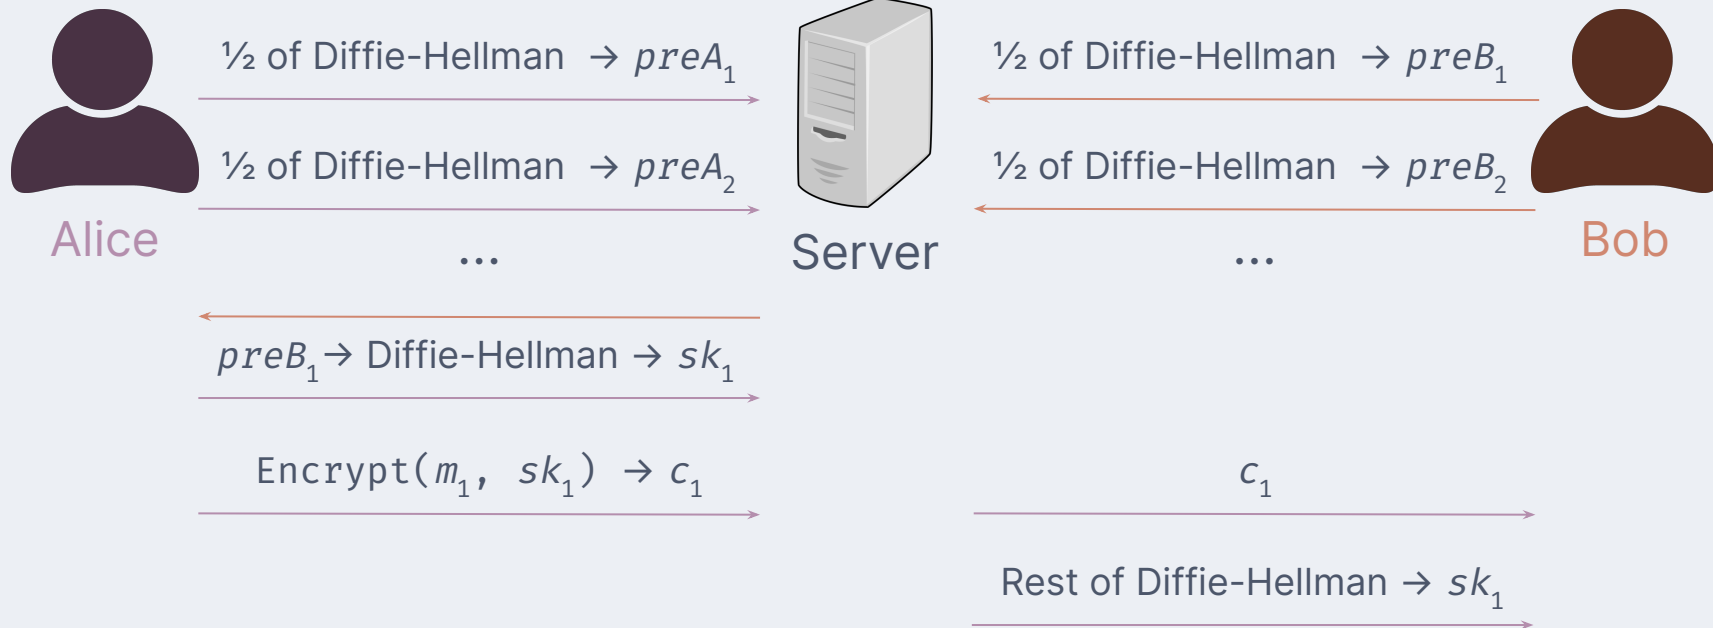 ½ of Diffie-Hellman → preA₁
½ of Diffie-Hellman → preB₁
½ of Diffie-Hellman → preA₂
½ of Diffie-Hellman → preB₂
Alice
...
Server
...
Bob
preB₁→ Diffie-Hellman → sk₁
Encrypt(m₁, sk₁) → c₁
c₁
Rest of Diffie-Hellman → sk₁